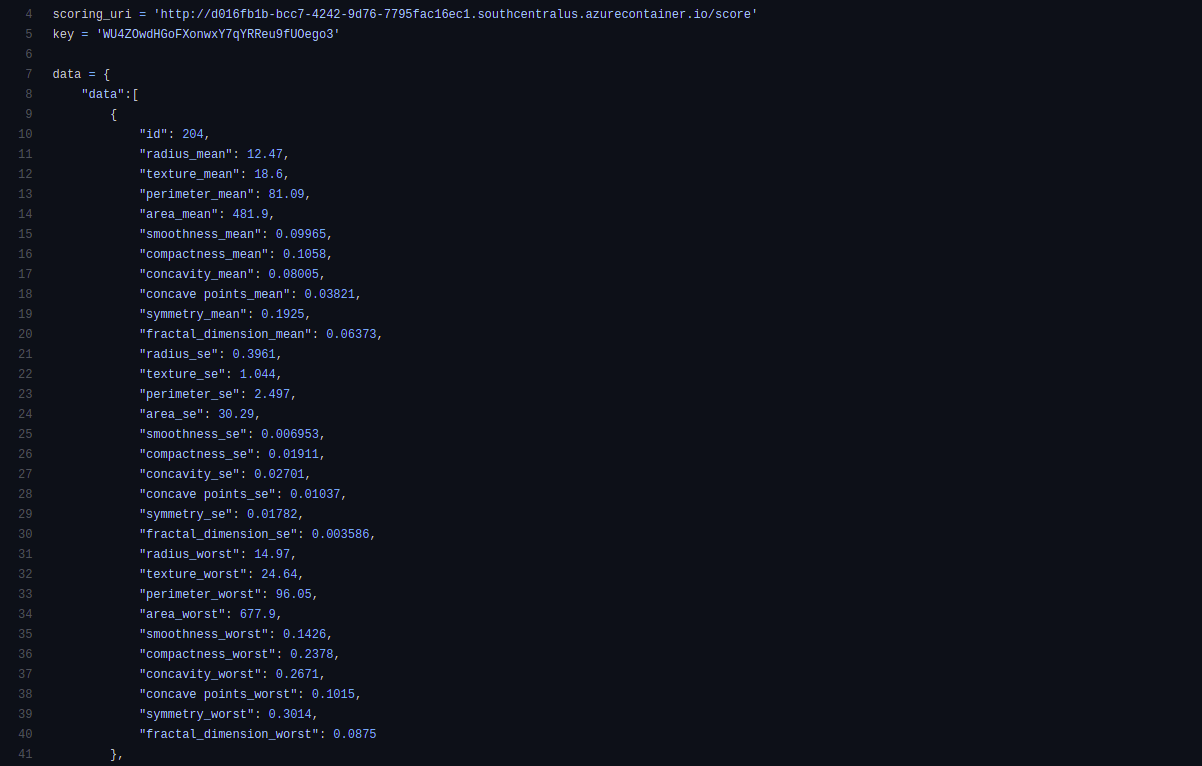 4 scoring_uri = 'http://d016fb1b-bcc7-4242-9d76-7795fac16ec1.southcentralus.azurecontainer.io/score'
5 key = 'WU4ZOwdHGoFXonwxY7qYRReu9fUOego3'
6
7 data = {
8 "data":[
9 {
10 "id": 204,
11 "radius_mean": 12.47,
12 "texture_mean": 18.6,
13 "perimeter_mean": 81.09,
14 "area_mean": 481.9,
15 "smoothness_mean": 0.09965,
16 "compactness_mean": 0.1058,
17 "concavity_mean": 0.08005,
18 "concave points_mean": 0.03821,
19 "symmetry_mean": 0.1925,
20 "fractal_dimension_mean": 0.06373,
21 "radius_se": 0.3961,
22 "texture_se": 1.044,
23 "perimeter_se": 2.497,
24 "area_se": 30.29,
25 "smoothness_se": 0.006953,
26 "compactness_se": 0.01911,
27 "concavity_se": 0.02701,
28 "concave points_se": 0.01037,
29 "symmetry_se": 0.01782,
30 "fractal_dimension_se": 0.003586,
31 "radius_worst": 14.97,
32 "texture_worst": 24.64,
33 "perimeter_worst": 96.05,
34 "area_worst": 677.9,
35 "smoothness_worst": 0.1426,
36 "compactness_worst": 0.2378,
37 "concavity_worst": 0.2671,
38 "concave points_worst": 0.1015,
39 "symmetry_worst": 0.3014,
40 "fractal_dimension_worst": 0.0875
41 },